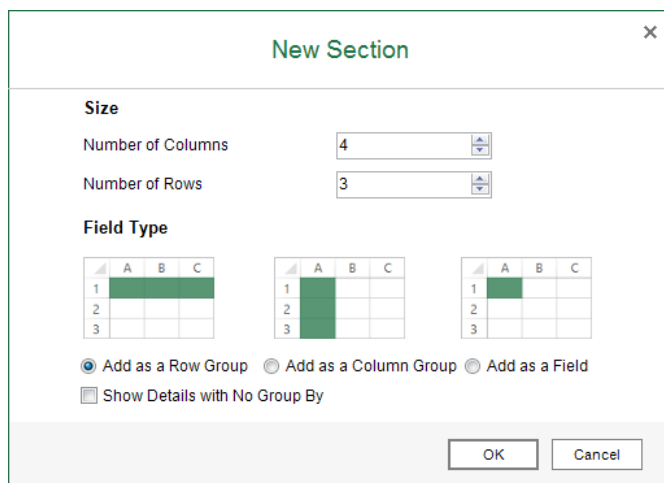 New Section
Size
Number of Columns 4
Number of Rows 3
Field Type
A B C A B C A B C
1 1 1
2 2 2
3 3 3
Add as a Row Group Add as a Column Group Add as a Field
Show Details with No Group By
OK Cancel